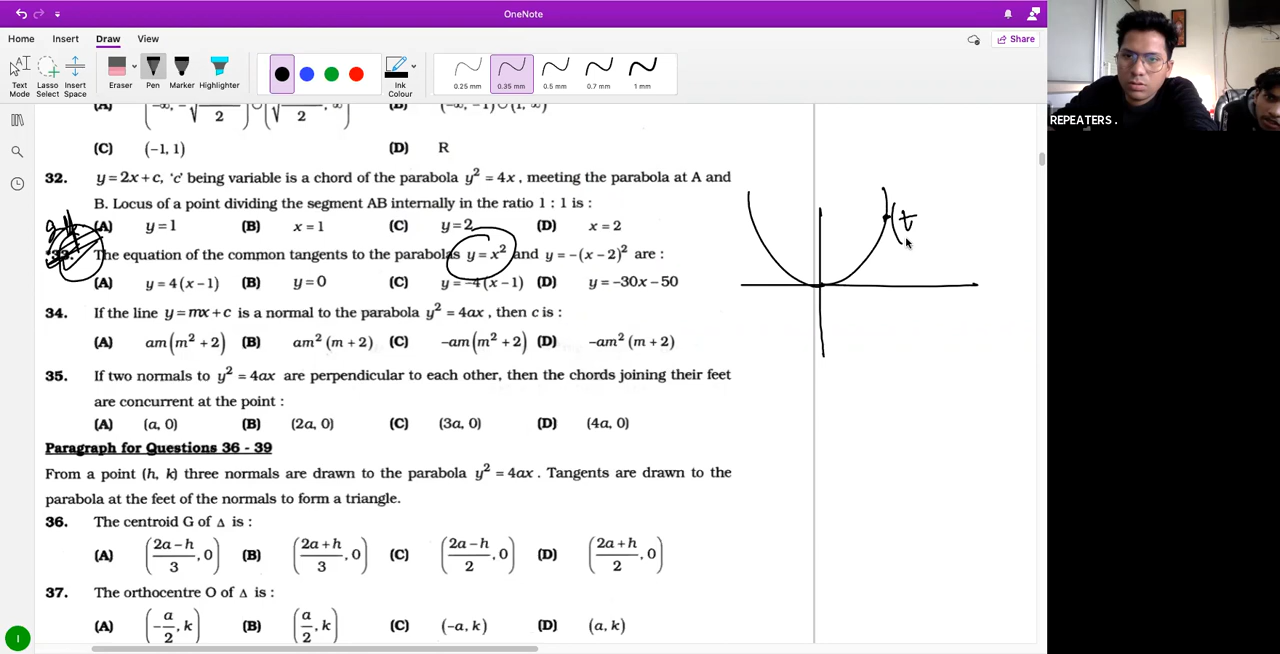 OneNote
Home Insert Draw View
Share
Text Mode
Lasso Select
Insert Space
Eraser
Pen
Marker
Highlighter
0.25 mm
0.35 mm
0.5 mm
0.7 mm
1 mm
Ink Colour
REPEATERS .
(C) (-1, 1) (D) R
32. y = 2x + c, 'c' being variable is a chord of the parabola y² = 4x, meeting the parabola at A and
B. Locus of a point dividing the segment AB internally in the ratio 1 : 1 is :
(A) y = 1 (B) x = 1 (C) y = 2 (D) x = 2
The equation of the common tangents to the parabolas y = x² and y = -(x - 2)² are :
(A) y = 4(x - 1) (B) y = 0 (C) y = -4(x - 1) (D) y = -30x - 50
34. If the line y = mx + c is a normal to the parabola y² = 4ax, then c is :
(A) am(m² + 2) (B) am²(m + 2) (C) -am(m² + 2) (D) -am²(m + 2)
35. If two normals to y² = 4ax are perpendicular to each other, then the chords joining their feet
are concurrent at the point :
(A) (a, 0) (B) (2a, 0) (C) (3a, 0) (D) (4a, 0)
Paragraph for Questions 36 - 39
From a point (h, k) three normals are drawn to the parabola y² = 4ax . Tangents are drawn to the
parabola at the feet of the normals to form a triangle.
36. The centroid G of Δ is :
(A) ((2a - h)/3, 0) (B) ((2a + h)/3, 0) (C) ((2a - h)/2, 0) (D) ((2a + h)/2, 0)
37. The orthocentre O of Δ is :
(A) (-a/2, k) (B) (a/2, k) (C) (-a, k) (D) (a, k)
(t
I